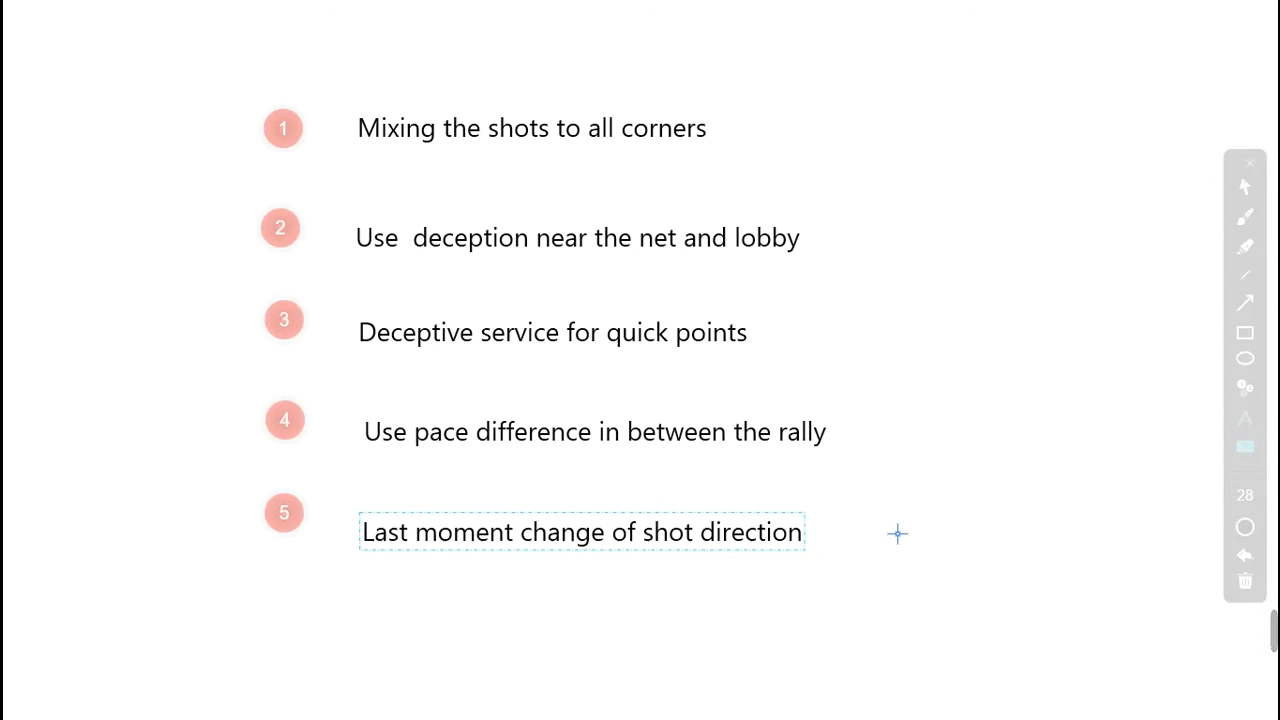 1 Mixing the shots to all corners
2 Use  deception near the net and lobby
3 Deceptive service for quick points
4 Use pace difference in between the rally
5 Last moment change of shot direction
A
28